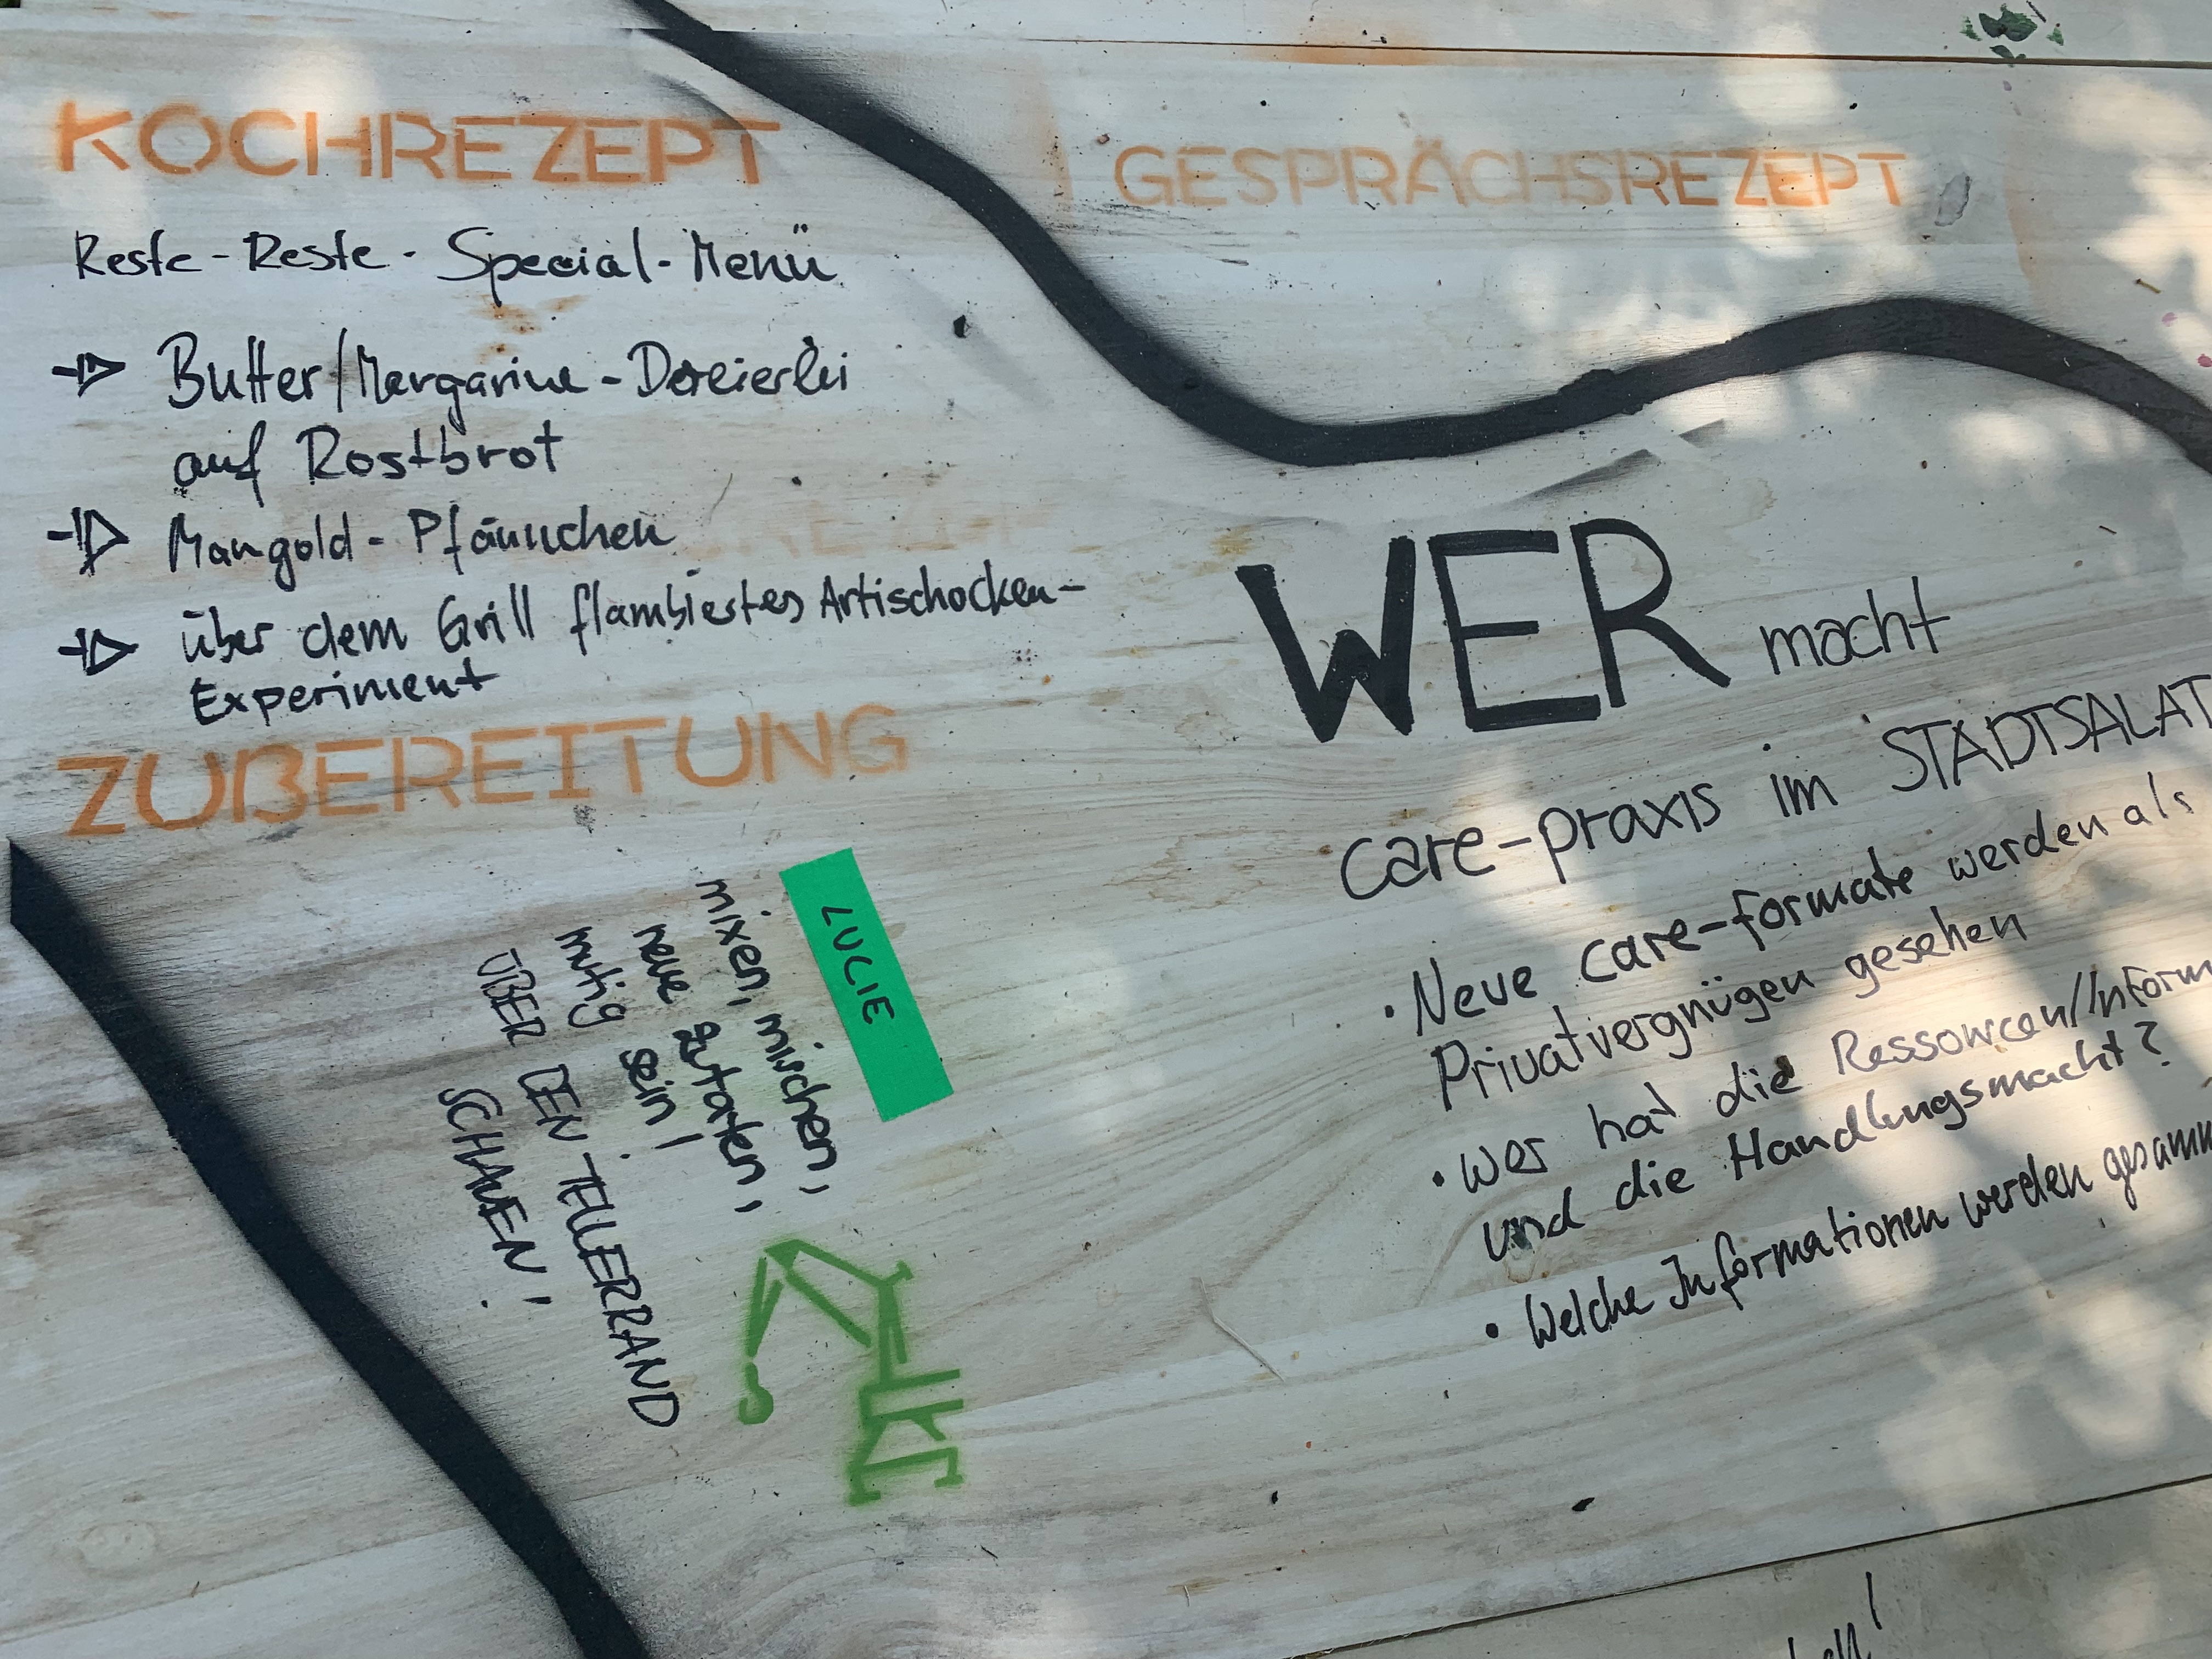 KOCHREZEPT
Reste-Reste-Special-Menü
Butter/Margarine-Dreierlei
auf Rostbrot
Mangold-Pfännchen
über dem Grill flambiertes Artischocken-
Experiment
ZUBEREITUNG
LUCIE
mixen, mischen,
neue zutaten,
mutig sein!
ÜBER DEN TELLERRAND
SCHAUEN!
GESPRÄCHSREZEPT
WER macht
care-praxis im STADTSALAT
• Neue care-formate werden als
Privatvergnügen gesehen
• wer hat die Ressourcen//Inform
und die Handlungsmacht?
• Welche Informationen werden gesamm